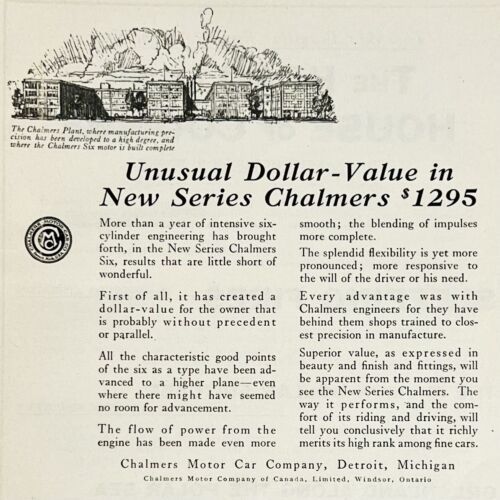 The Chalmers Plant, where manufacturing pre-
cision has been developed to a high degree, and
where the Chalmers Six motor is built complete
Unusual Dollar-Value in
New Series Chalmers $1295
More than a year of intensive six-
cylinder engineering has brought
forth, in the New Series Chalmers
Six, results that are little short of
wonderful.
First of all, it has created a
dollar-value for the owner that
is probably without precedent
or parallel.
All the characteristic good points
of the six as a type have been ad-
vanced to a higher plane—even
where there might have seemed
no room for advancement.
The flow of power from the
engine has been made even more
smooth; the blending of impulses
more complete.
The splendid flexibility is yet more
pronounced; more responsive to
the will of the driver or his need.
Every advantage was with
Chalmers engineers for they have
behind them shops trained to clos-
est precision in manufacture.
Superior value, as expressed in
beauty and finish and fittings, will
be apparent from the moment you
see the New Series Chalmers. The
way it performs, and the com-
fort of its riding and driving, will
tell you conclusively that it richly
merits its high rank among fine cars.
Chalmers Motor Car Company, Detroit, Michigan
Chalmers Motor Company of Canada, Limited, Windsor, Ontario